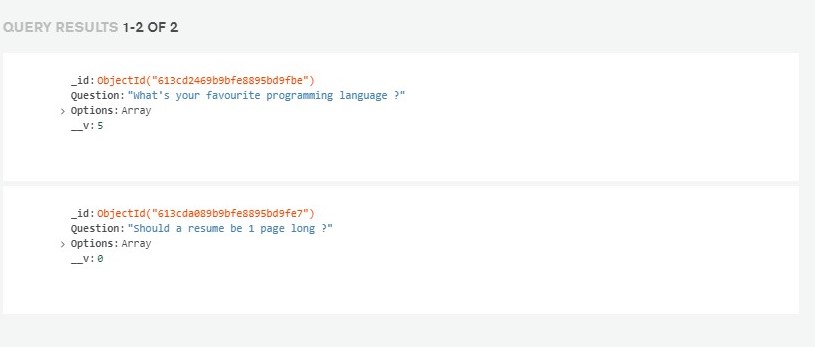 QUERY RESULTS 1-2 OF 2
_id: ObjectId("613cd2469b9bfe8895bd9fbe")
Question: "What's your favourite programming language ?"
> Options: Array
__v: 5
_id: ObjectId("613cda089b9bfe8895bd9fe7")
Question: "Should a resume be 1 page long ?"
> Options: Array
__v: 0